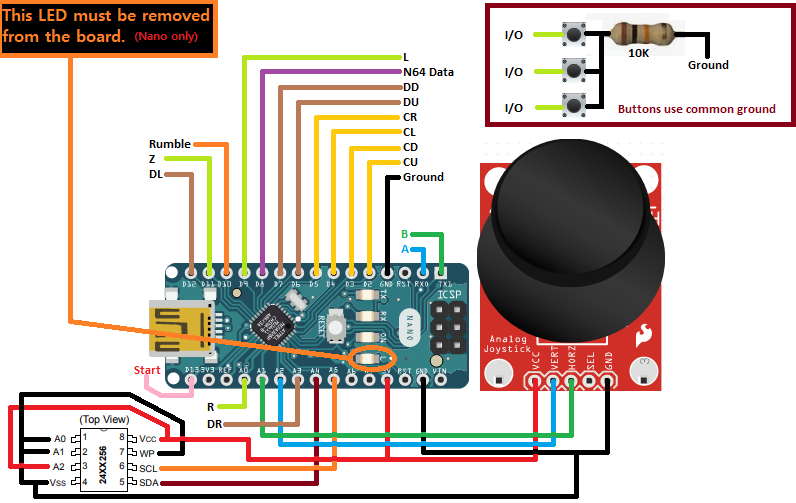 This LED must be removed
from the board. (Nano only)
I/O
I/O
I/O
10K
Ground
Buttons use common ground
L
N64 Data
DD
DU
CR
CL
CD
CU
Ground
Rumble
Z
DL
B
A
D12 D11 D10 D9 D8 D7 D6 D5 D4 D3 D2 GND RST RX0 TX1
TX
RX
ON
L
RESET
NANO
ICSP
D13 3V3 REF A0 A1 A2 A3 A4 A5 A6 RST GND VIN
Start
R
DR
Analog
Joystick
VCC
VERT
HORZ
SEL
GND
(Top View)
A0 1 8 VCC
A1 2 7 WP
A2 3 6 SCL
Vss 4 5 SDA
24XX256